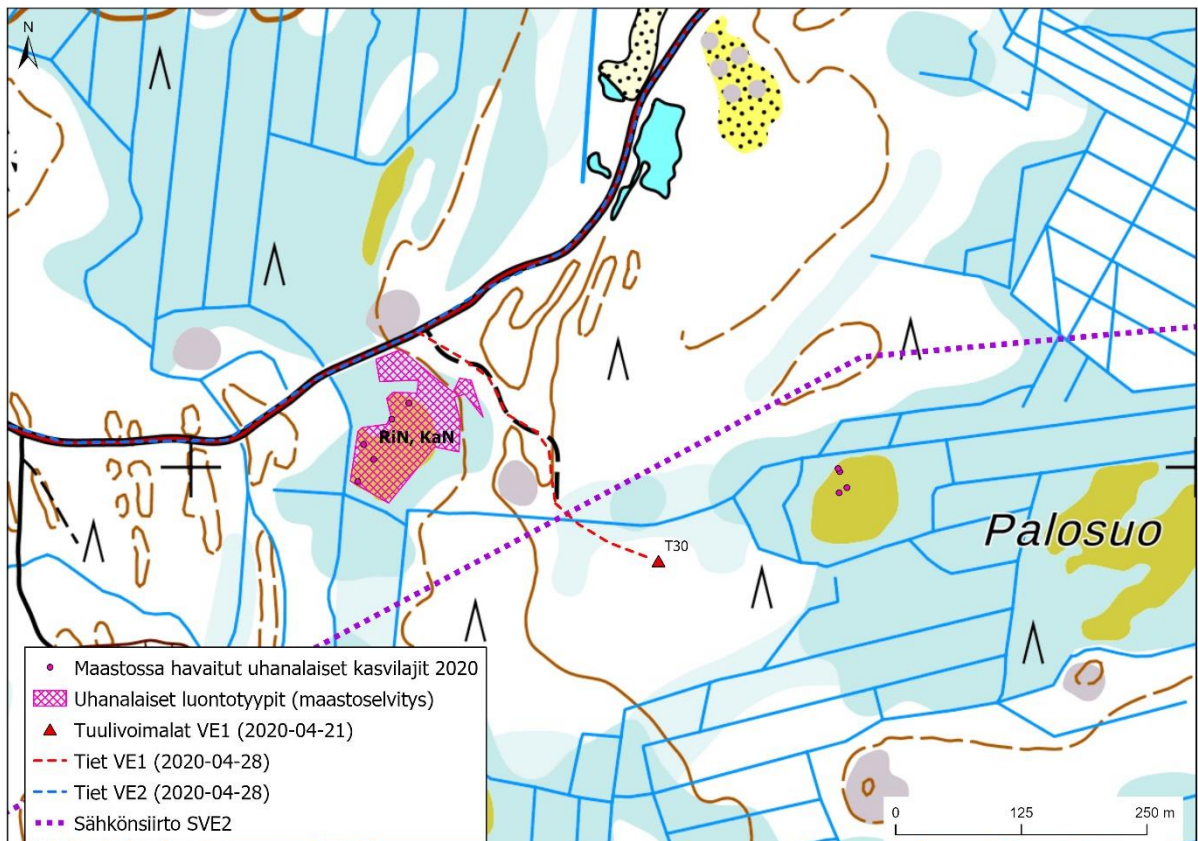 N
RiN, KaN
T30
Palosuo
Maastossa havaitut uhanalaiset kasvilajit 2020
Uhanalaiset luontotyypit (maastoselvitys)
Tuulivoimalat VE1 (2020-04-21)
Tiet VE1 (2020-04-28)
Tiet VE2 (2020-04-28)
Sähkönsiirto SVE2
0 125 250 m